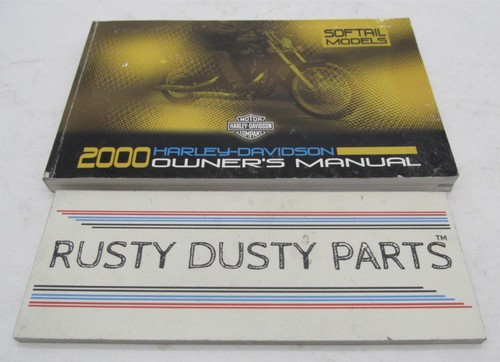 SOFTAIL
MODELS
MOTOR
HARLEY-DAVIDSON
COMPANY
2000 HARLEY-DAVIDSON
OWNER'S MANUAL
RUSTY DUSTY PARTS™